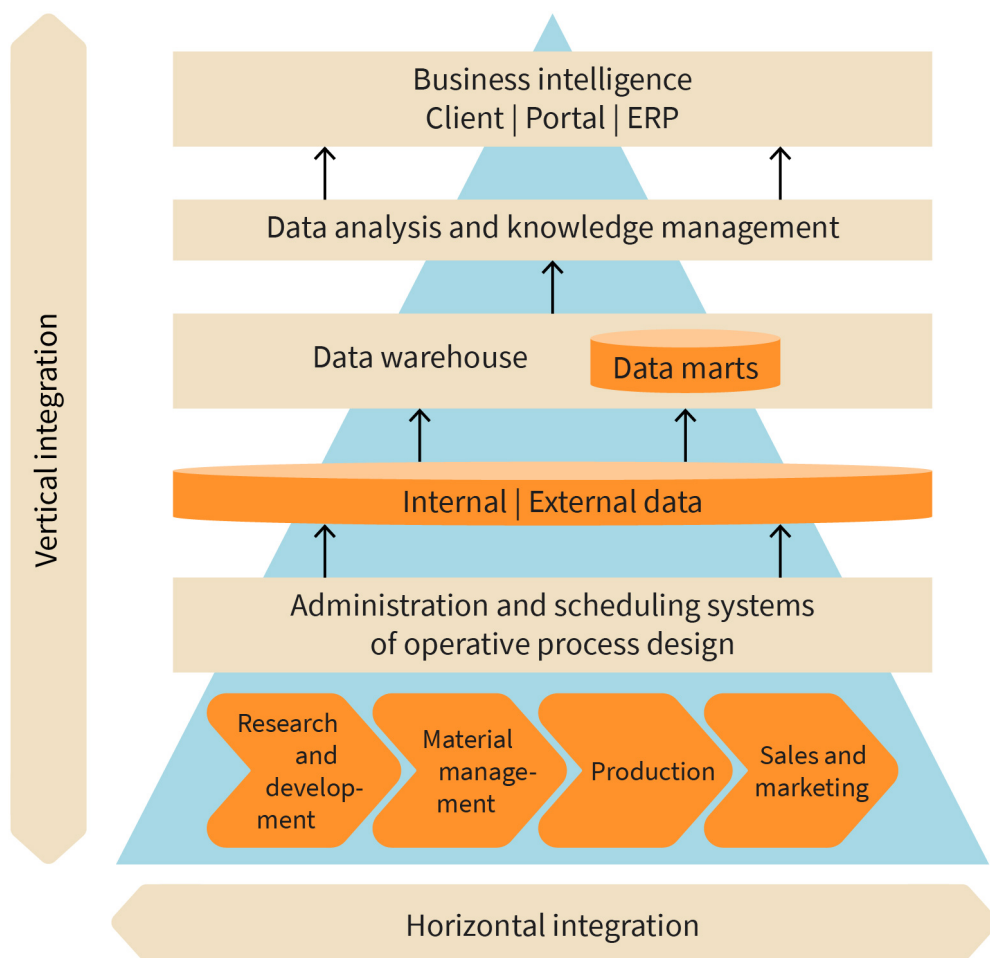 Business intelligence
Client | Portal | ERP
Data analysis and knowledge management
Data warehouse
Data marts
Internal | External data
Administration and scheduling systems
of operative process design
Research
and
develop-
ment
Material
manage-
ment
Production
Sales and
marketing
Vertical integration
Horizontal integration